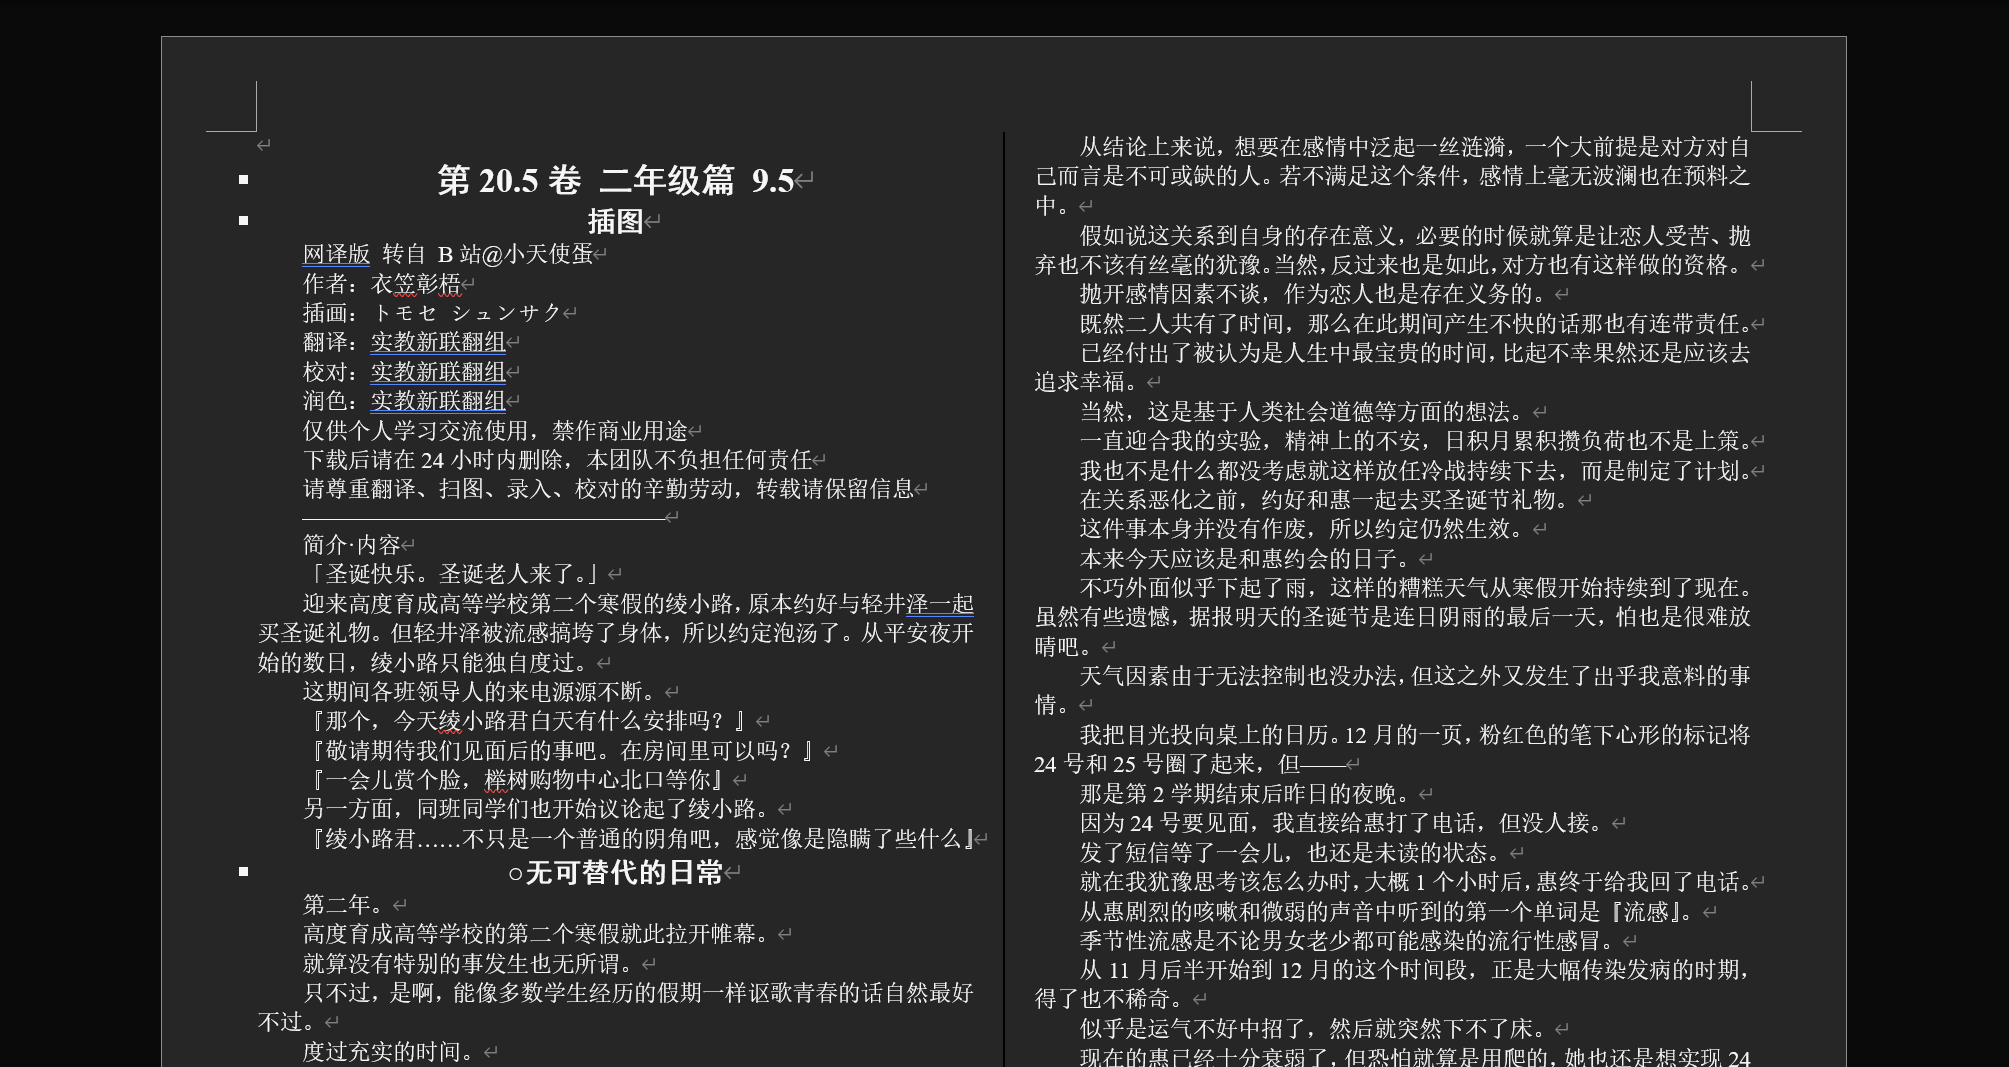 第 20.5 卷 二年级篇 9.5
插图
网译版 转自 B 站@小天使蛋
作者：衣笠彰梧
插画：トモセ シュンサク
翻译：实教新联翻组
校对：实教新联翻组
润色：实教新联翻组
仅供个人学习交流使用，禁作商业用途
下载后请在 24 小时内删除，本团队不负担任何责任
请尊重翻译、扫图、录入、校对的辛勤劳动，转载请保留信息
简介·内容
「圣诞快乐。圣诞老人来了。」
迎来高度育成高等学校第二个寒假的绫小路，原本约好与轻井泽一起
买圣诞礼物。但轻井泽被流感搞垮了身体，所以约定泡汤了。从平安夜开
始的数日，绫小路只能独自度过。
这期间各班领导人的来电源源不断。
『那个，今天绫小路君白天有什么安排吗？』
『敬请期待我们见面后的事吧。在房间里可以吗？』
『一会儿赏个脸，榉树购物中心北口等你』
另一方面，同班同学们也开始议论起了绫小路。
『绫小路君……不只是一个普通的阴角吧，感觉像是隐瞒了些什么』
○无可替代的日常
第二年。
高度育成高等学校的第二个寒假就此拉开帷幕。
就算没有特别的事发生也无所谓。
只不过，是啊，能像多数学生经历的假期一样讴歌青春的话自然最好
不过。
度过充实的时间。
从结论上来说，想要在感情中泛起一丝涟漪，一个大前提是对方对自
己而言是不可或缺的人。若不满足这个条件，感情上毫无波澜也在预料之
中。
假如说这关系到自身的存在意义，必要的时候就算是让恋人受苦、抛
弃也不该有丝毫的犹豫。当然，反过来也是如此，对方也有这样做的资格。
抛开感情因素不谈，作为恋人也是存在义务的。
既然二人共有了时间，那么在此期间产生不快的话那也有连带责任。
已经付出了被认为是人生中最宝贵的时间，比起不幸果然还是应该去
追求幸福。
当然，这是基于人类社会道德等方面的想法。
一直迎合我的实验，精神上的不安，日积月累积攒负荷也不是上策。
我也不是什么都没考虑就这样放任冷战持续下去，而是制定了计划。
在关系恶化之前，约好和惠一起去买圣诞节礼物。
这件事本身并没有作废，所以约定仍然生效。
本来今天应该是和惠约会的日子。
不巧外面似乎下起了雨，这样的糟糕天气从寒假开始持续到了现在。
虽然有些遗憾，据报明天的圣诞节是连日阴雨的最后一天，怕也是很难放
晴吧。
天气因素由于无法控制也没办法，但这之外又发生了出乎我意料的事
情。
我把目光投向桌上的日历。12 月的一页，粉红色的笔下心形的标记将
24 号和 25 号圈了起来，但——
那是第 2 学期结束后昨日的夜晚。
因为 24 号要见面，我直接给惠打了电话，但没人接。
发了短信等了一会儿，也还是未读的状态。
就在我犹豫思考该怎么办时，大概 1 个小时后，惠终于给我回了电话。
从惠剧烈的咳嗽和微弱的声音中听到的第一个单词是『流感』。
季节性流感是不论男女老少都可能感染的流行性感冒。
从 11 月后半开始到 12 月的这个时间段，正是大幅传染发病的时期，
得了也不稀奇。
似乎是运气不好中招了，然后就突然下不了床。
现在的惠已经十分衰弱了，但恐怕就算是用爬的，她也还是想实现 24